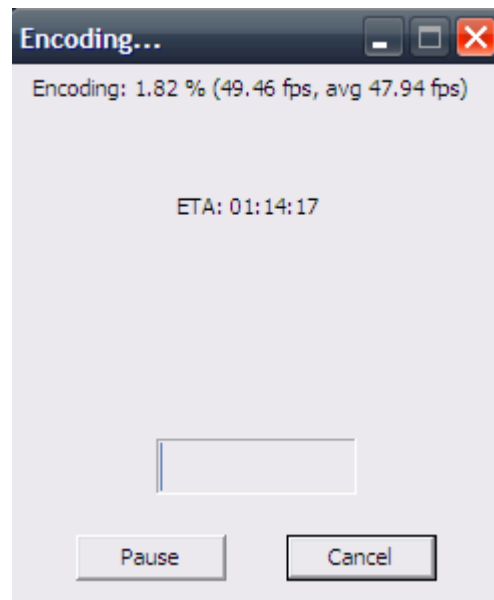 Encoding...
Encoding: 1.82 % (49.46 fps, avg 47.94 fps)
ETA: 01:14:17
Pause Cancel